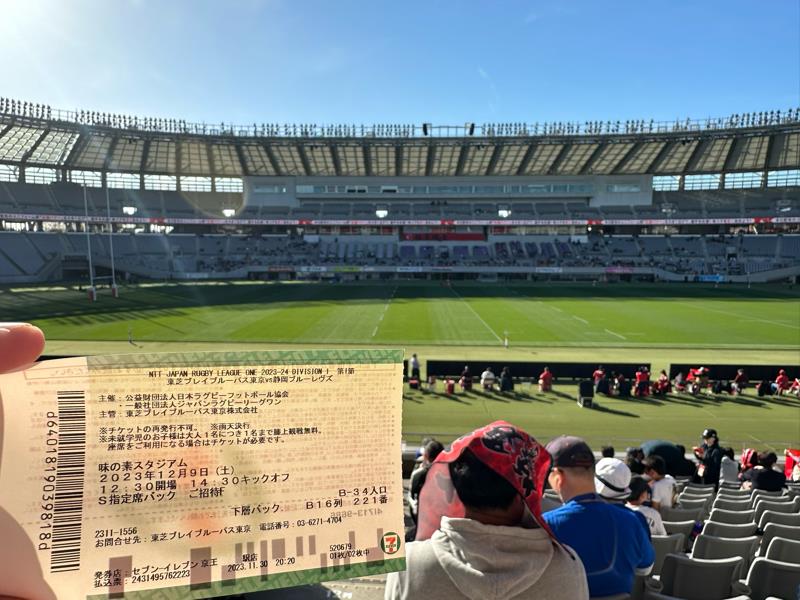 NTT JAPAN RUGBY LEAGUE ONE 2023-24 DIVISION 1 第1節
東芝ブレイブルーパス東京vs静岡ブルーレヴズ
主催：公益財団法人日本ラグビーフットボール協会
一般社団法人ジャパンラグビーリーグワン
主管：東芝ブレイブルーパス東京株式会社
※チケットの再発行不可。 ※雨天決行
※未就学児のお子様は大人1名につき1名まで膝上観戦無料。
座席をご利用になる場合はチケットが必要です。
味の素スタジアム
2023年12月9日（土）
12：30開場 14：30キックオフ
S指定席バック ご招待 B-34入口
下層バック B16列 221番
2311-1556
お問合せ先：東芝ブレイブルーパス東京 電話番号：03-6271-4704
発券店：セブン-イレブン 京王 駅店 520679
払込票：2431495762223 2023.11.30 20:20 01枚/02枚中
d640181903998 18d